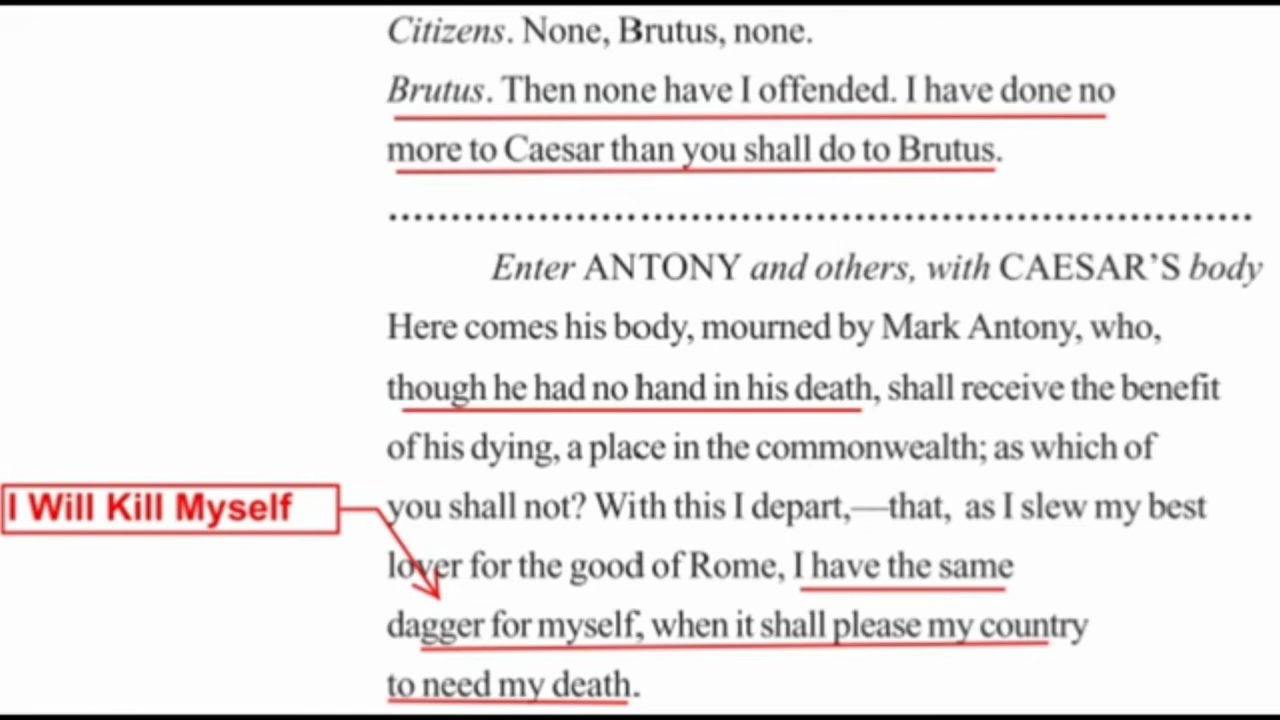 Citizens. None, Brutus, none.
Brutus. Then none have I offended. I have done no
more to Caesar than you shall do to Brutus.
......................................................................
Enter ANTONY and others, with CAESAR'S body
Here comes his body, mourned by Mark Antony, who,
though he had no hand in his death, shall receive the benefit
of his dying, a place in the commonwealth; as which of
I Will Kill Myself
you shall not? With this I depart,—that, as I slew my best
lover for the good of Rome, I have the same
dagger for myself, when it shall please my country
to need my death.